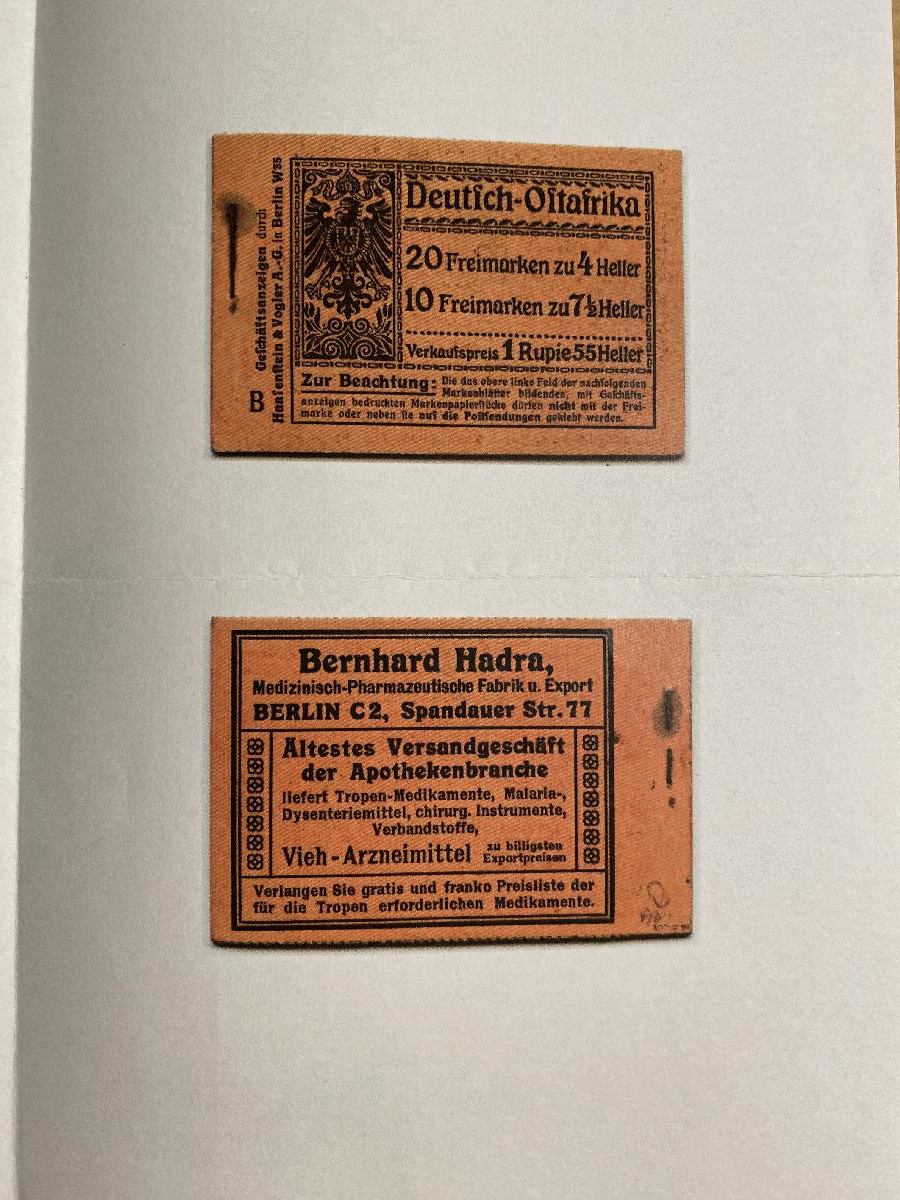 Geschäftsanzeigen durch
Haasenstein & Vogler A.-G. in Berlin W35
B
Deutsch-Ostafrika
20 Freimarken zu 4 Heller
10 Freimarken zu 7½ Heller
Verkaufspreis 1 Rupie 55 Heller
Zur Beachtung: Die das obere linke Feld der nachfolgenden
Markenblätter bildenden, mit Geschäfts-
anzeigen bedruckten Markenpapierstücke dürfen nicht mit der Frei-
marke oder neben sie auf die Postsendungen geklebt werden.
Bernhard Hadra,
Medizinisch-Pharmazeutische Fabrik u. Export
BERLIN C2, Spandauer Str. 77
Ältestes Versandgeschäft
der Apothekenbranche
liefert Tropen-Medikamente, Malaria-,
Dysenteriemittel, chirurg. Instrumente,
Verbandstoffe,
Vieh-Arzneimittel zu billigsten
Exportpreisen
Verlangen Sie gratis und franko Preisliste der
für die Tropen erforderlichen Medikamente.